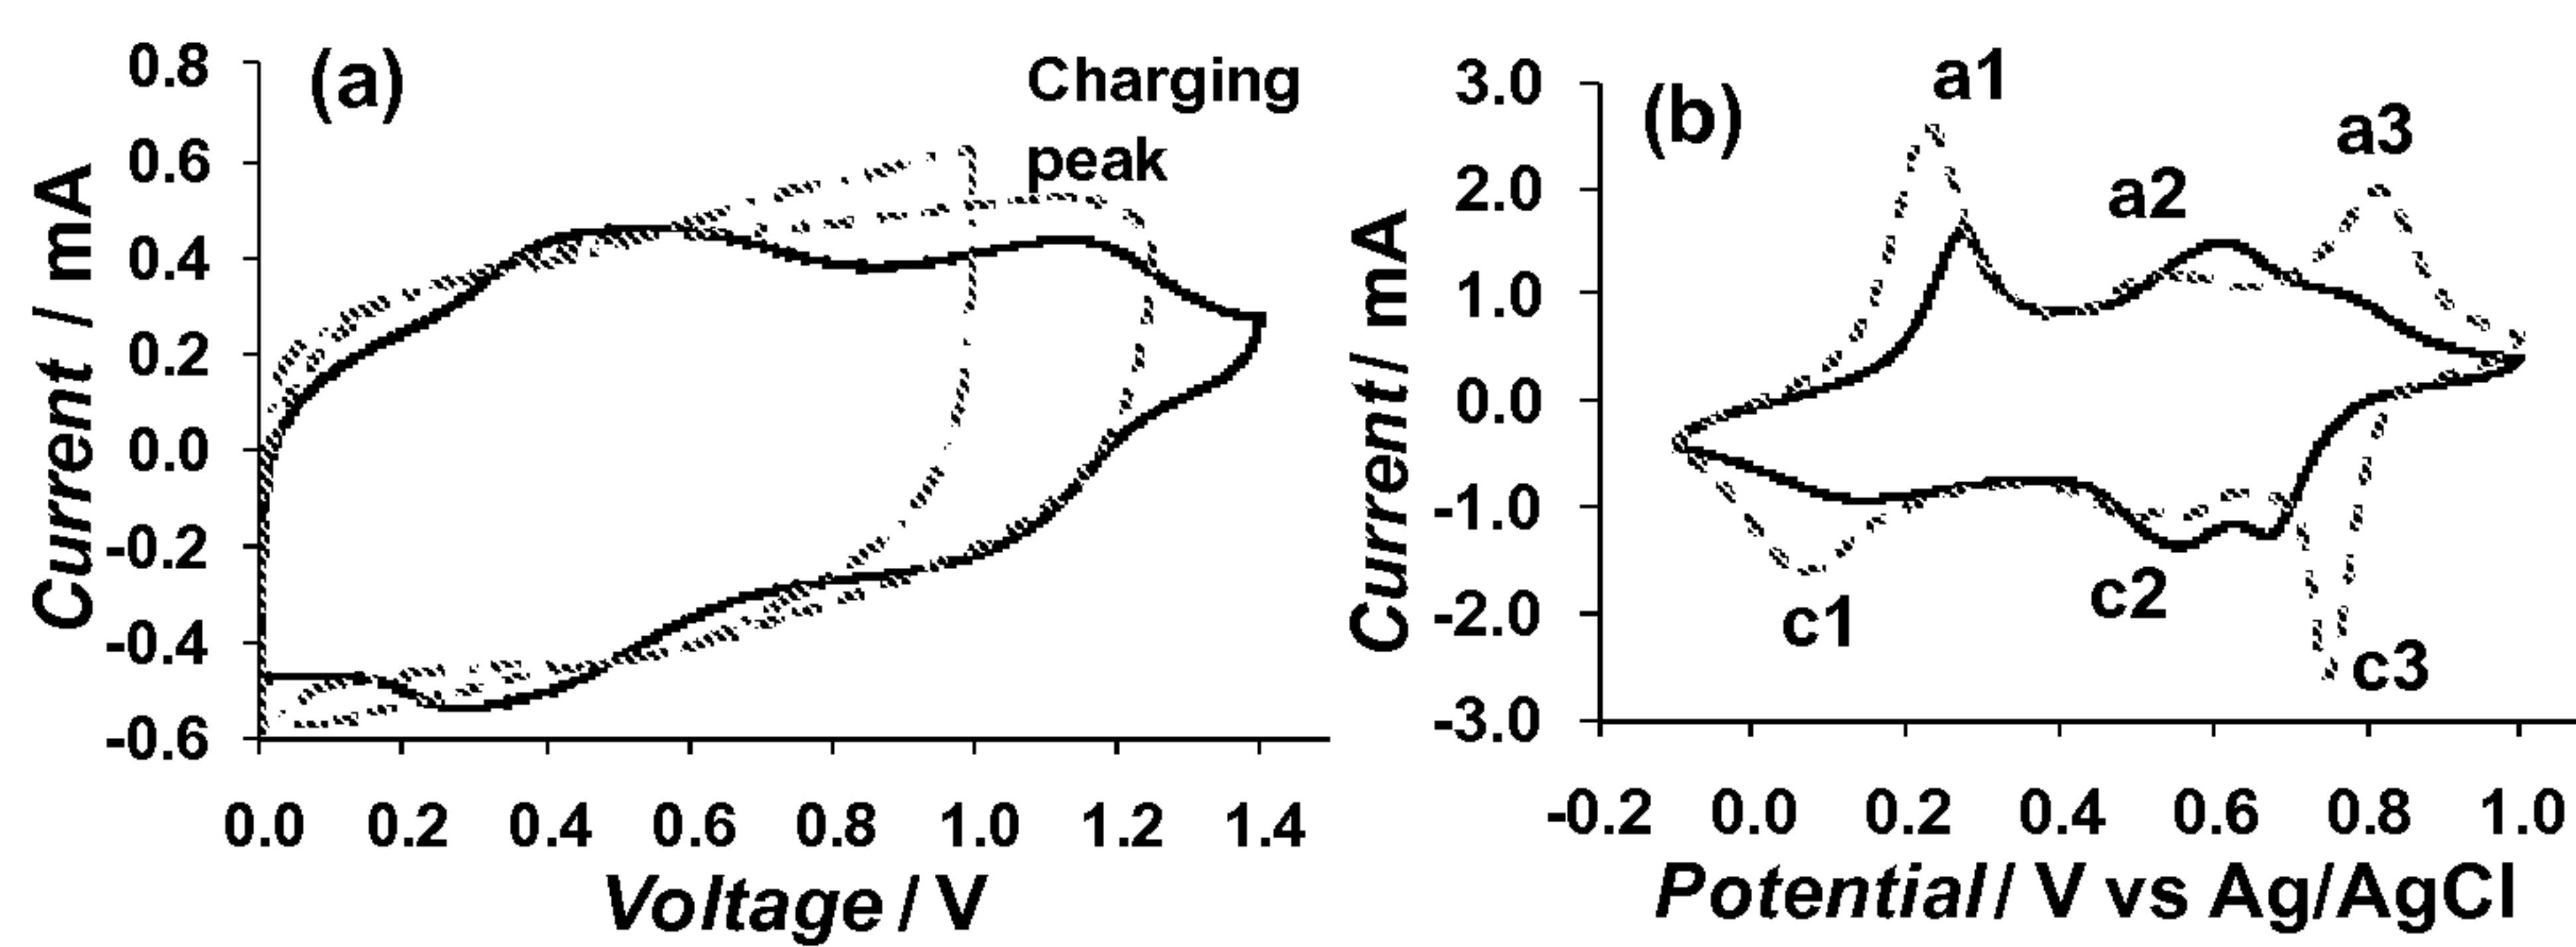 (a)
Charging
peak
0.8
0.6
0.4
0.2
0.0
-0.2
-0.4
-0.6
Current / mA
0.0 0.2 0.4 0.6 0.8 1.0 1.2 1.4
Voltage / V
(b)
a1
a2
a3
c1
c2
c3
3.0
2.0
1.0
0.0
-1.0
-2.0
-3.0
Current / mA
-0.2 0.0 0.2 0.4 0.6 0.8 1.0
Potential / V vs Ag/AgCl